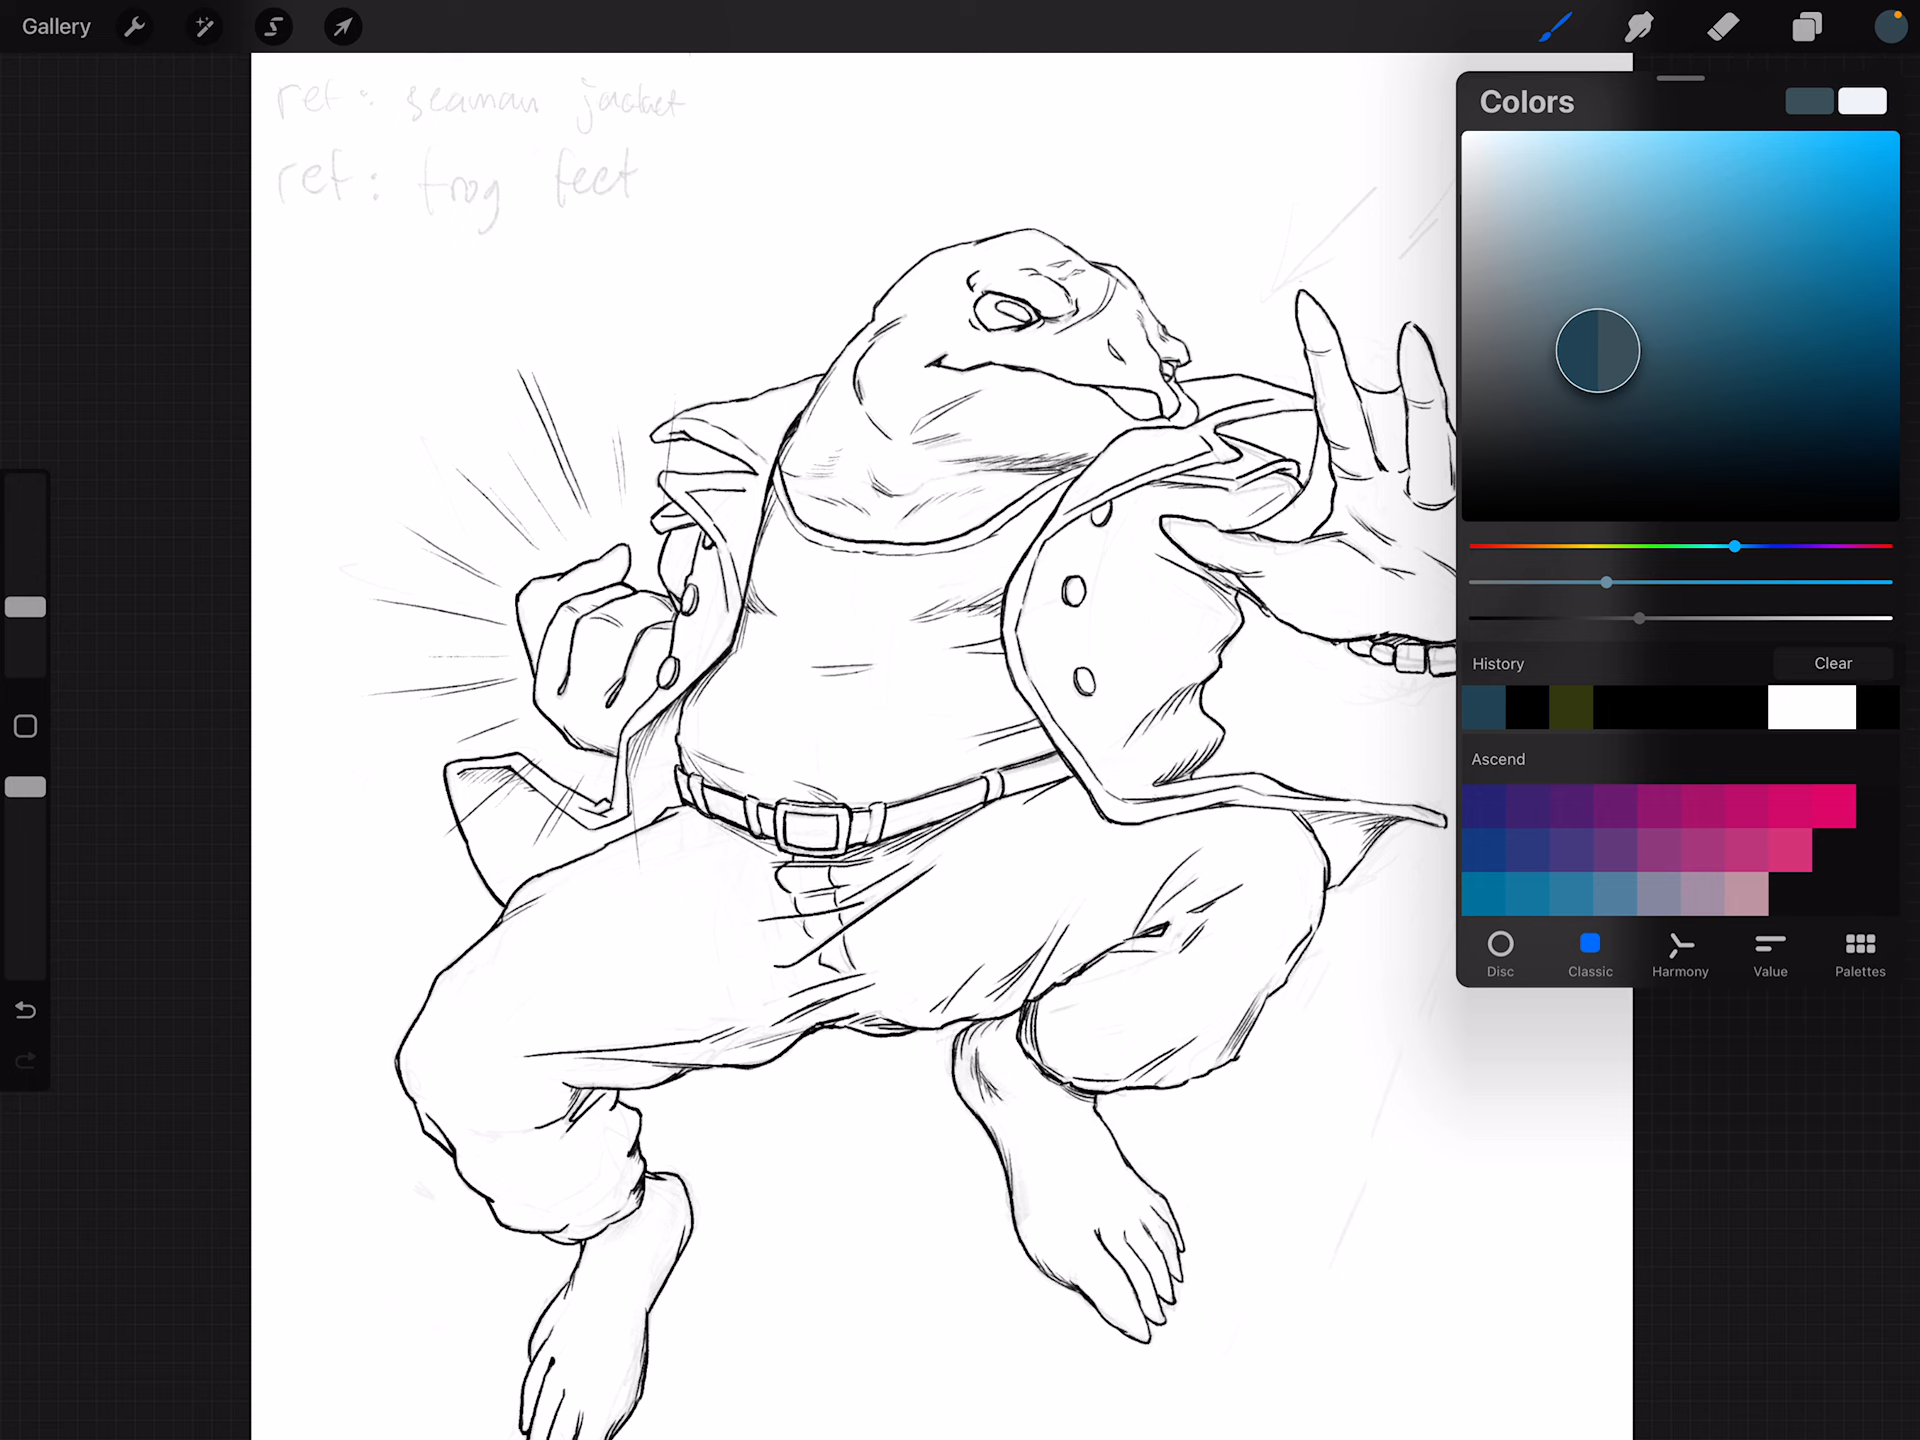 Gallery
ref: seaman jacket
ref: frog feet
Colors
History
Clear
Ascend
Disc
Classic
Harmony
Value
Palettes